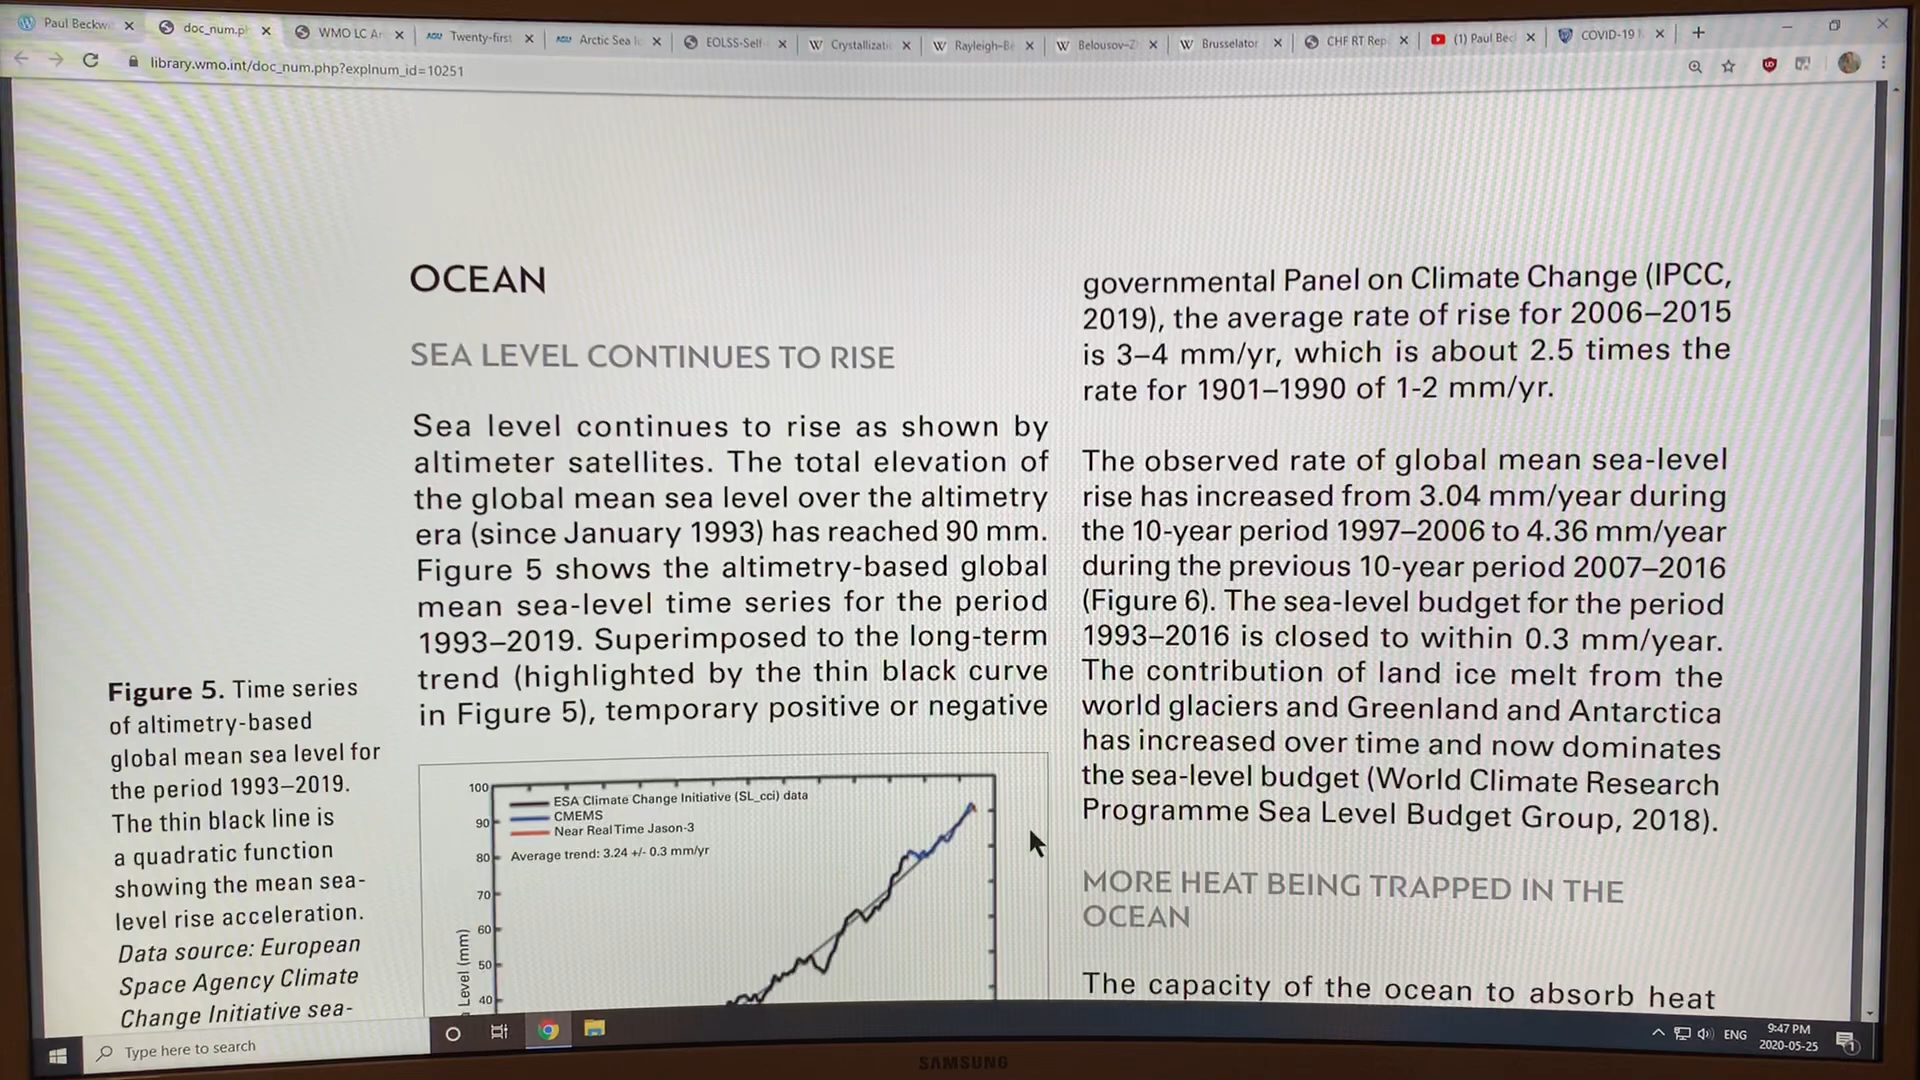 Paul Beckw
doc_num.p
WMO LC Ar
AGU Twenty-first
AGU Arctic Sea I
EOLSS-Self
W Crystallizati
W Rayleigh–Bé
W Belousov–Z
W Brusselator
CHF RT Rep
(1) Paul Bec
COVID-19
library.wmo.int/doc_num.php?explnum_id=10251
OCEAN
SEA LEVEL CONTINUES TO RISE
Sea level continues to rise as shown by
altimeter satellites. The total elevation of
the global mean sea level over the altimetry
era (since January 1993) has reached 90 mm.
Figure 5 shows the altimetry-based global
mean sea-level time series for the period
1993–2019. Superimposed to the long-term
trend (highlighted by the thin black curve
in Figure 5), temporary positive or negative
Figure 5. Time series
of altimetry-based
global mean sea level for
the period 1993–2019.
The thin black line is
a quadratic function
showing the mean sea-
level rise acceleration.
Data source: European
Space Agency Climate
Change Initiative sea-
100
90
80
70
60
50
40
Level (mm)
ESA Climate Change Initiative (SL_cci) data
CMEMS
Near Real Time Jason-3
Average trend: 3.24 +/- 0.3 mm/yr
governmental Panel on Climate Change (IPCC,
2019), the average rate of rise for 2006–2015
is 3–4 mm/yr, which is about 2.5 times the
rate for 1901–1990 of 1-2 mm/yr.
The observed rate of global mean sea-level
rise has increased from 3.04 mm/year during
the 10-year period 1997–2006 to 4.36 mm/year
during the previous 10-year period 2007–2016
(Figure 6). The sea-level budget for the period
1993–2016 is closed to within 0.3 mm/year.
The contribution of land ice melt from the
world glaciers and Greenland and Antarctica
has increased over time and now dominates
the sea-level budget (World Climate Research
Programme Sea Level Budget Group, 2018).
MORE HEAT BEING TRAPPED IN THE
OCEAN
The capacity of the ocean to absorb heat
Type here to search
ENG
9:47 PM
2020-05-25
1
SAMSUNG